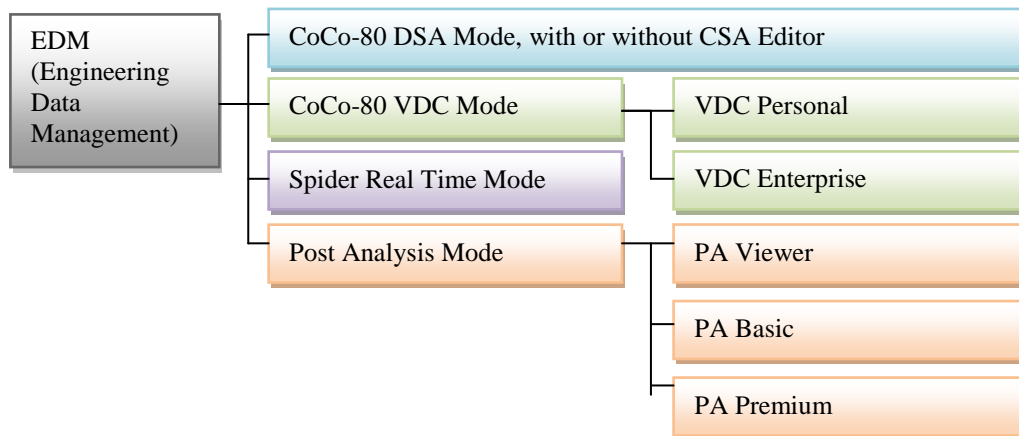 EDM
(Engineering
Data
Management)
CoCo-80 DSA Mode, with or without CSA Editor
CoCo-80 VDC Mode
VDC Personal
VDC Enterprise
Spider Real Time Mode
Post Analysis Mode
PA Viewer
PA Basic
PA Premium